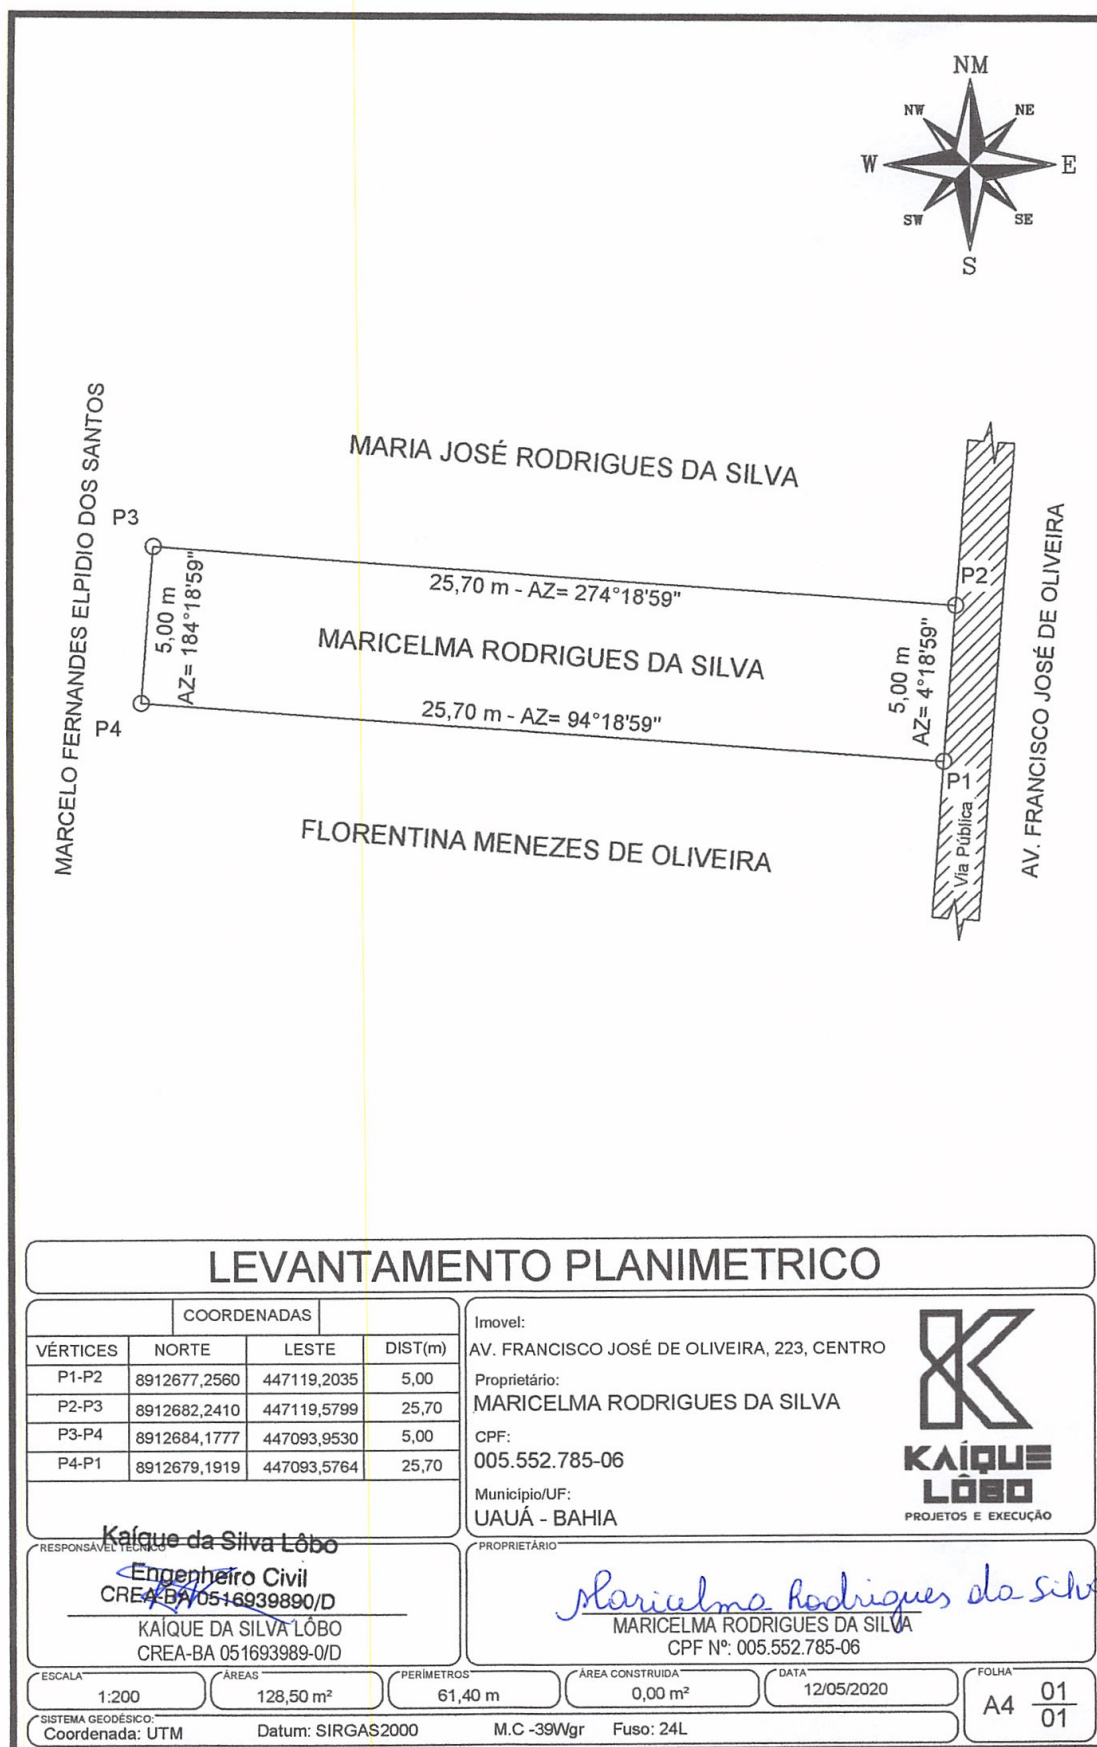 NM
NW NE
W E
SW SE
S
MARCELO FERNANDES ELPIDIO DOS SANTOS
MARIA JOSÉ RODRIGUES DA SILVA
P3
P2
25,70 m - AZ= 274°18'59"
5,00 m
AZ= 184°18'59"
MARICELMA RODRIGUES DA SILVA
5,00 m
AZ= 4°18'59"
25,70 m - AZ= 94°18'59"
P4
P1
Via Pública
AV. FRANCISCO JOSÉ DE OLIVEIRA
FLORENTINA MENEZES DE OLIVEIRA
LEVANTAMENTO PLANIMETRICO
COORDENADAS
VÉRTICES NORTE LESTE DIST(m)
P1-P2 8912677,2560 447119,2035 5,00
P2-P3 8912682,2410 447119,5799 25,70
P3-P4 8912684,1777 447093,9530 5,00
P4-P1 8912679,1919 447093,5764 25,70
Imovel:
AV. FRANCISCO JOSÉ DE OLIVEIRA, 223, CENTRO
Proprietário:
MARICELMA RODRIGUES DA SILVA
CPF:
005.552.785-06
Município/UF:
UAUÁ - BAHIA
KAÍQUE
LÔBO
PROJETOS E EXECUÇÃO
RESPONSÁVEL TÉCNICO
Kaíque da Silva Lôbo
Engenheiro Civil
CREA-BA 0516939890/D
KAÍQUE DA SILVA LÔBO
CREA-BA 051693989-0/D
PROPRIETÁRIO
Maricelma Rodrigues da Silva
MARICELMA RODRIGUES DA SILVA
CPF Nº: 005.552.785-06
ESCALA
1:200
ÁREAS
128,50 m²
PERÍMETROS
61,40 m
ÁREA CONSTRUIDA
0,00 m²
DATA
12/05/2020
FOLHA
A4 01
01
SISTEMA GEODÉSICO:
Coordenada: UTM Datum: SIRGAS2000 M.C -39Wgr Fuso: 24L